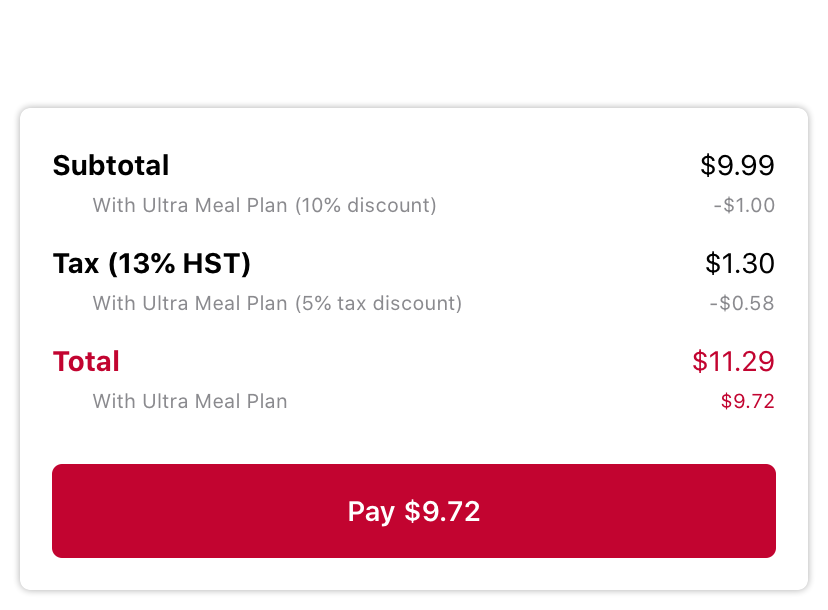 Subtotal $9.99
With Ultra Meal Plan (10% discount) -$1.00
Tax (13% HST) $1.30
With Ultra Meal Plan (5% tax discount) -$0.58
Total $11.29
With Ultra Meal Plan $9.72
Pay $9.72